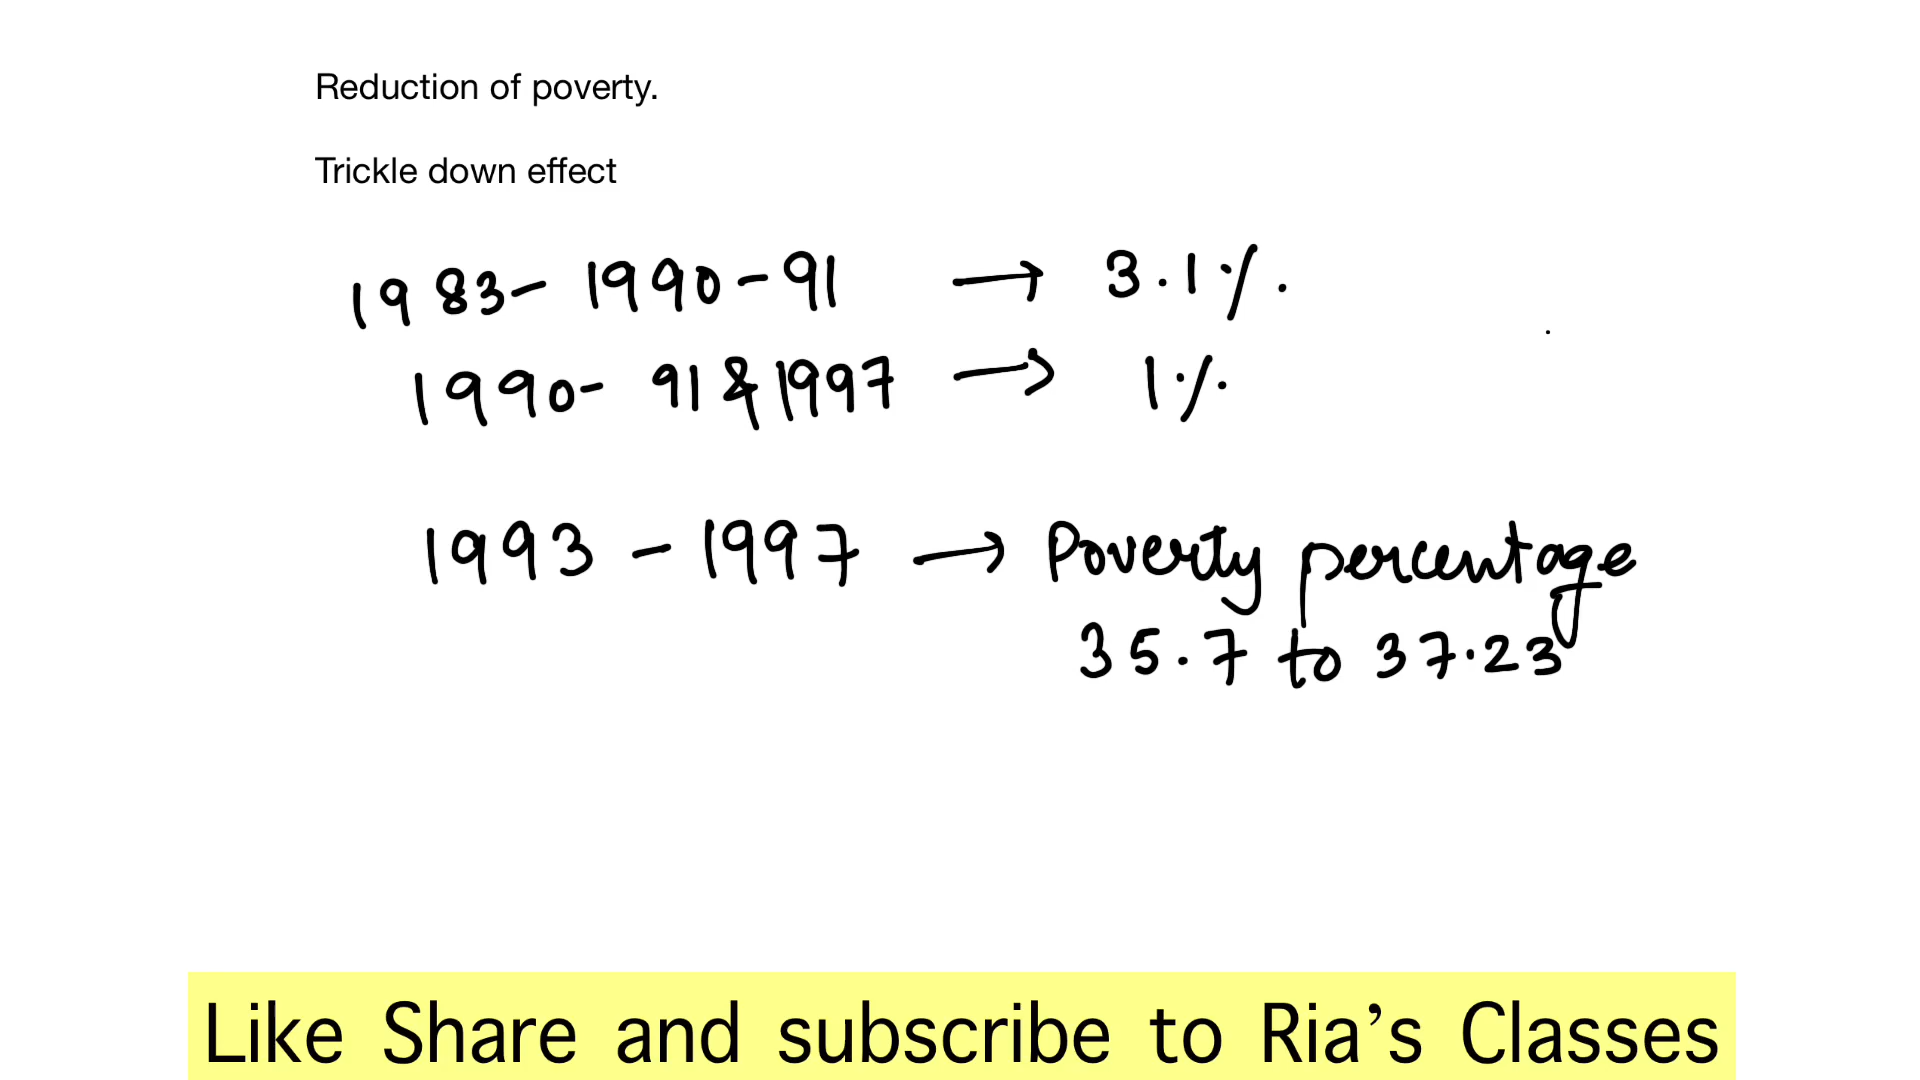 Reduction of poverty.
Trickle down effect
1983- 1990-91 → 3.1%.
1990- 91 & 1997 → 1%
1993 - 1997 → Poverty percentage
35.7 to 37.23
Like Share and subscribe to Ria's Classes